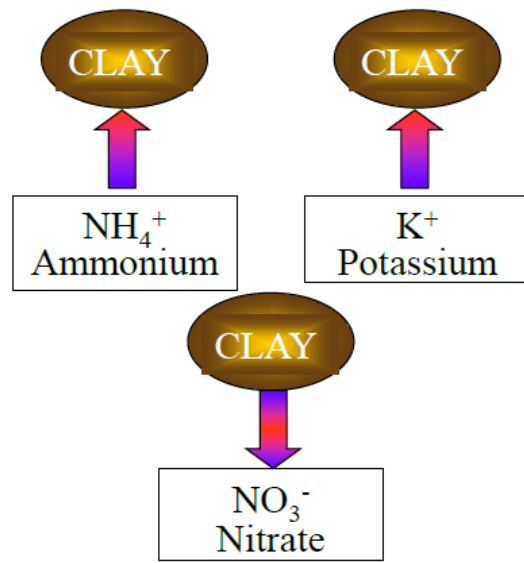 CLAY
CLAY
NH₄⁺
Ammonium
K⁺
Potassium
CLAY
NO₃⁻
Nitrate